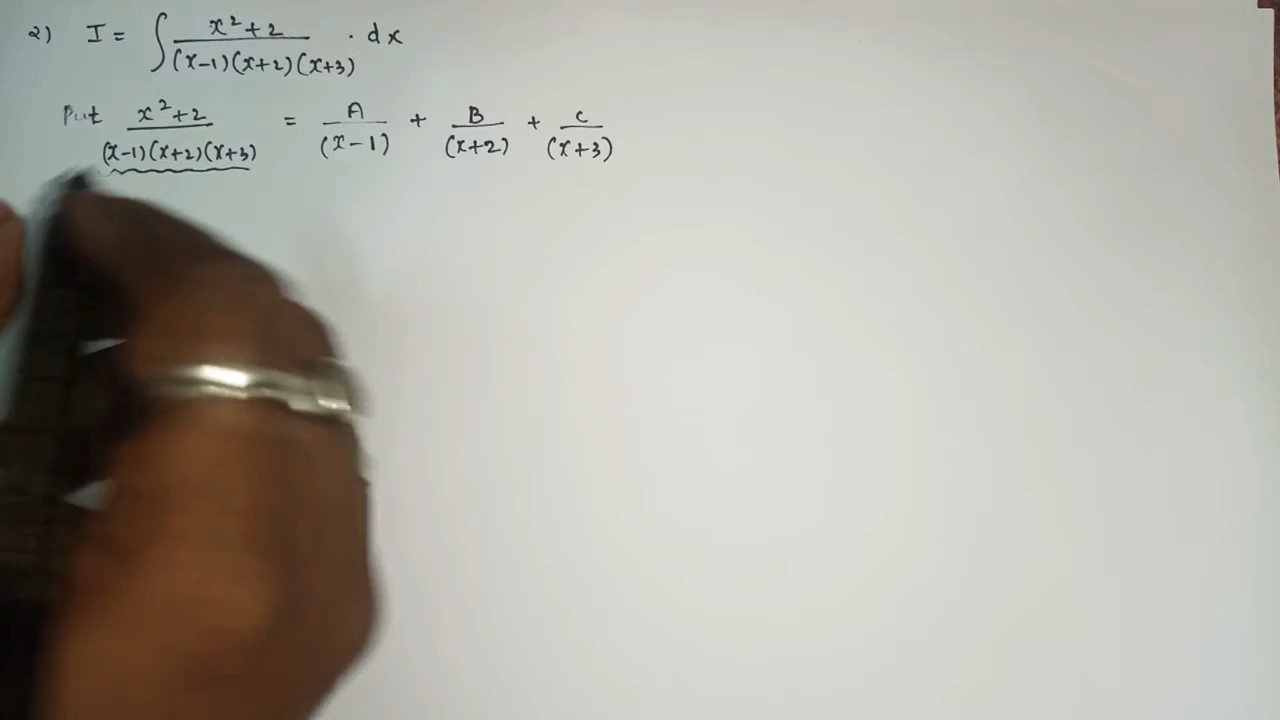 2) I = ∫ x²+2 / (x-1)(x+2)(x+3) . dx
Put x²+2 / (x-1)(x+2)(x+3) = A / (x-1) + B / (x+2) + C / (x+3)